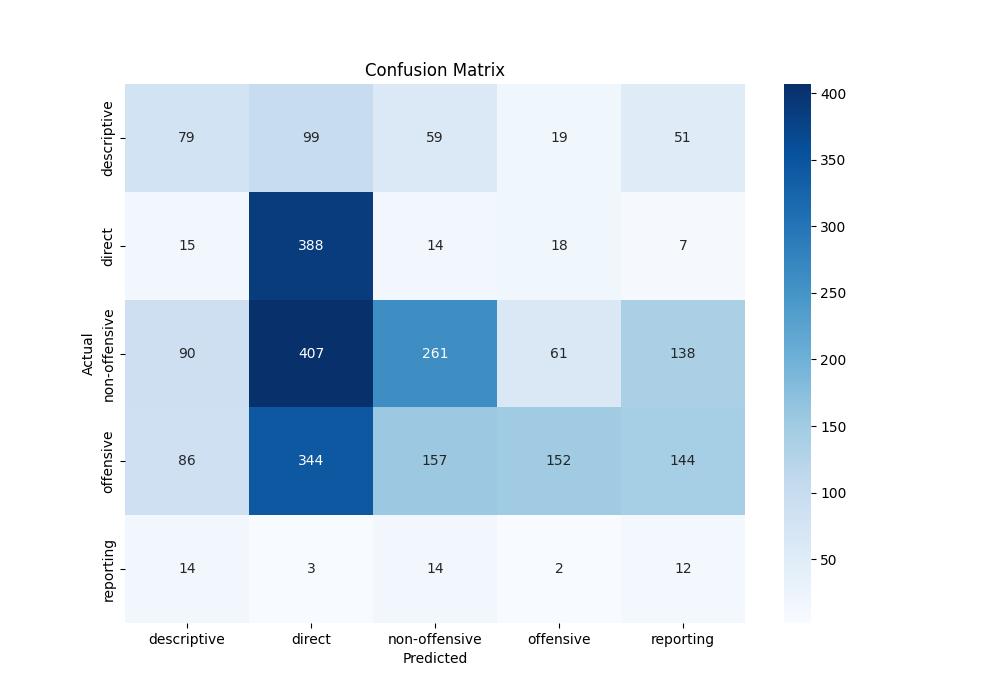 Confusion Matrix
descriptive 79 99 59 19 51
direct 15 388 14 18 7
non-offensive 90 407 261 61 138
offensive 86 344 157 152 144
reporting 14 3 14 2 12
descriptive direct non-offensive offensive reporting
Predicted
Actual
400
350
300
250
200
150
100
50